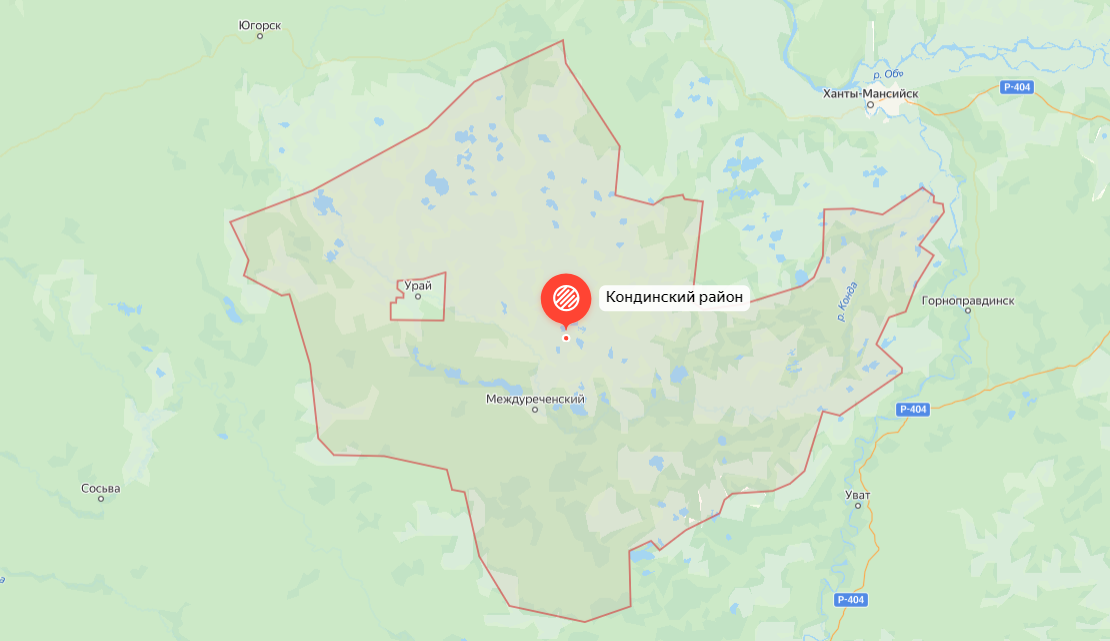 Югорск
р. Обь
Р-404
Ханты-Мансийск
Урай
Кондинский район
р. Конда
Горноправдинск
Междуреченский
Р-404
Сосьва
Уват
Р-404